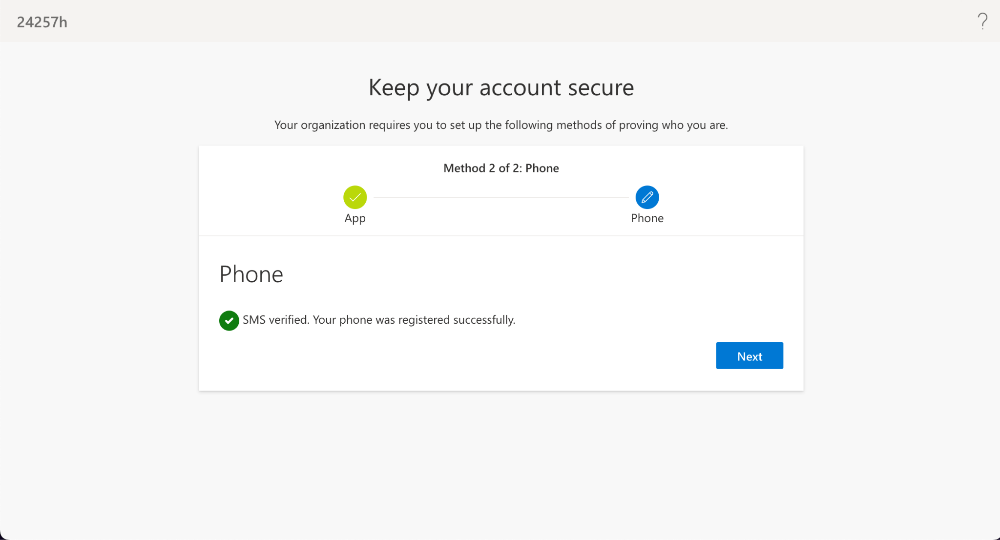 24257h
Keep your account secure
Your organization requires you to set up the following methods of proving who you are.
Method 2 of 2: Phone
App
Phone
Phone
SMS verified. Your phone was registered successfully.
Next